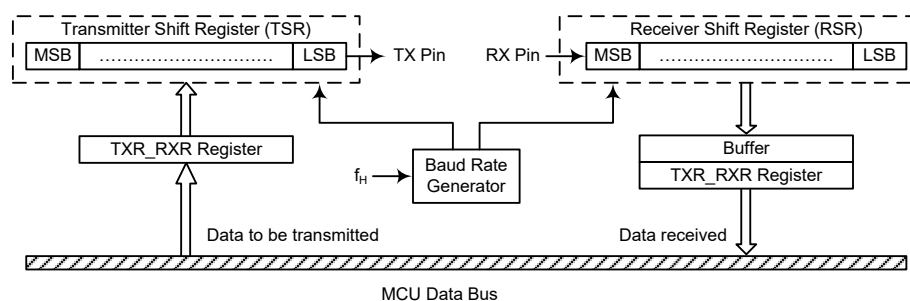 Transmitter Shift Register (TSR)
MSB ................................ LSB
TX Pin
RX Pin
Receiver Shift Register (RSR)
MSB ................................ LSB
TXR_RXR Register
fH
Baud Rate
Generator
Buffer
TXR_RXR Register
Data to be transmitted
Data received
MCU Data Bus